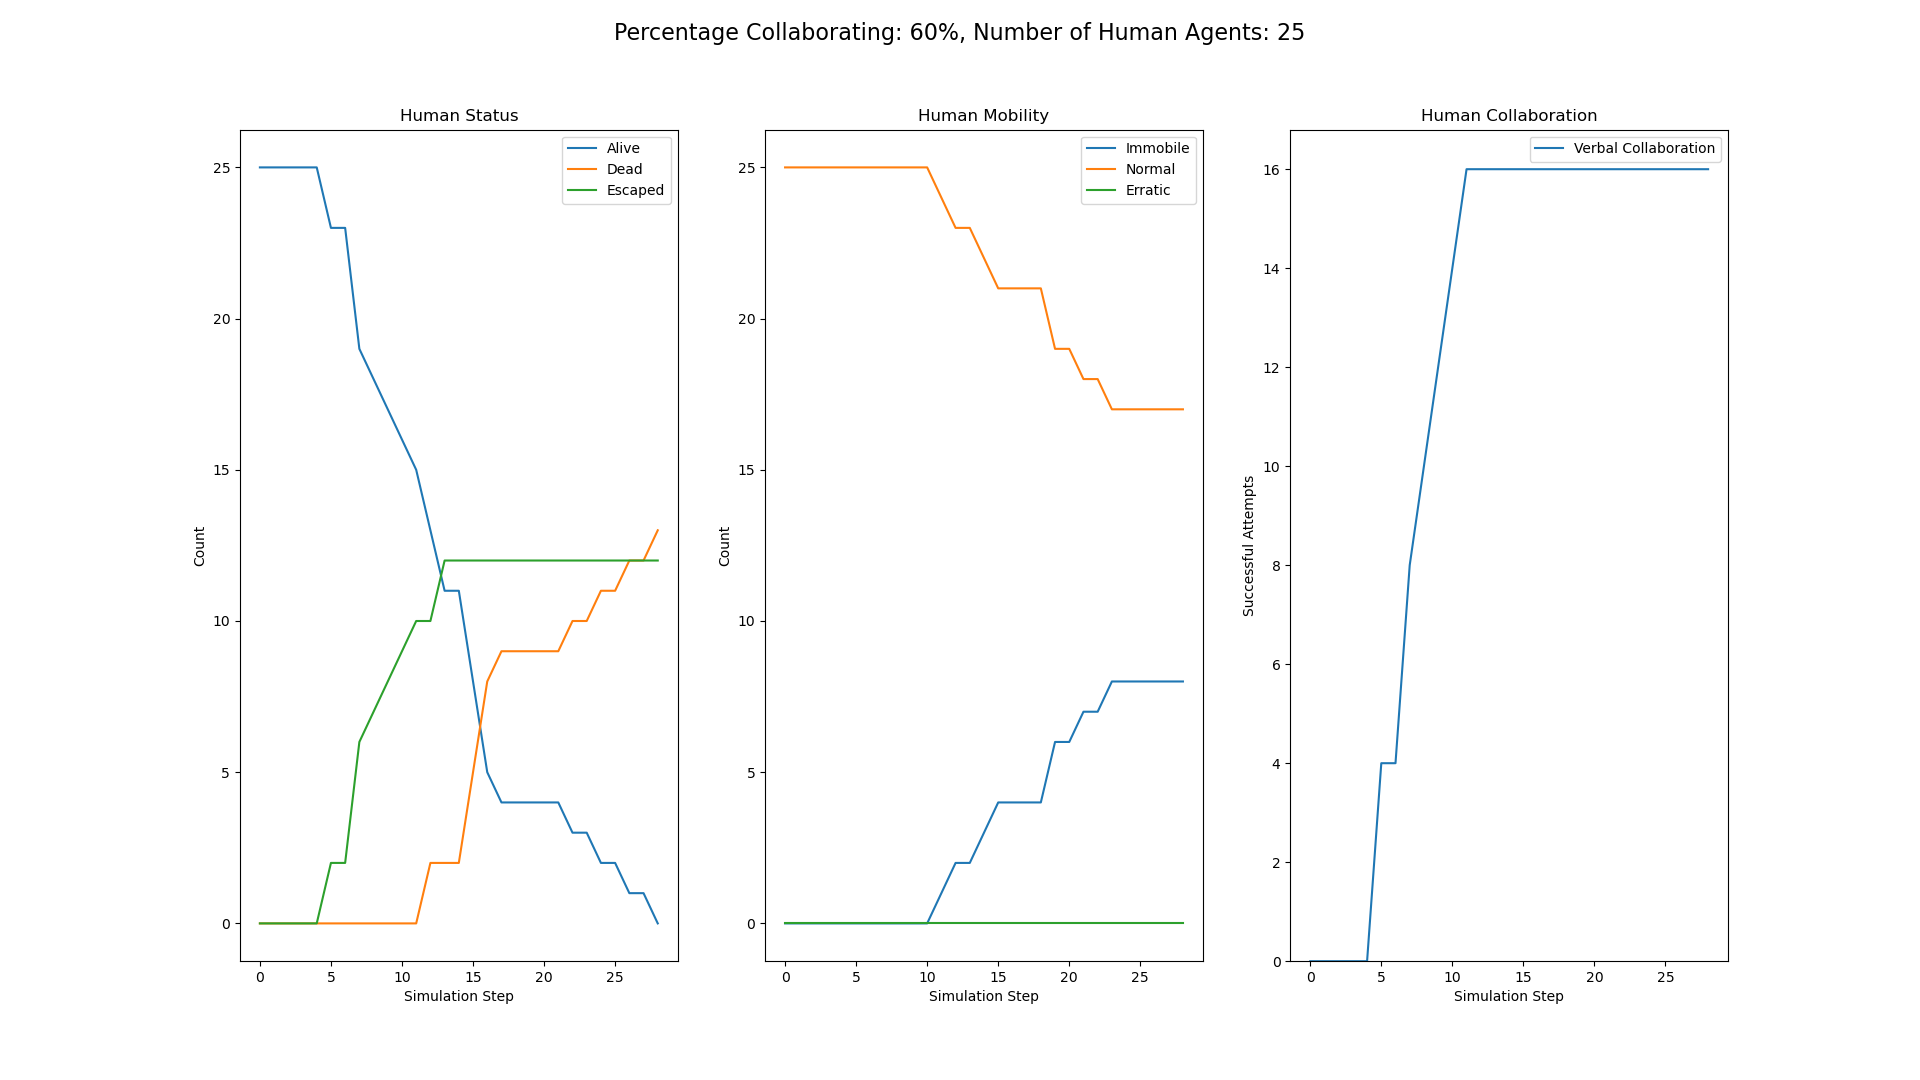 Percentage Collaborating: 60%, Number of Human Agents: 25
Human Status
Alive
Dead
Escaped
25
20
15
10
5
0
Count
0 5 10 15 20 25
Simulation Step
Human Mobility
Immobile
Normal
Erratic
25
20
15
10
5
0
Count
0 5 10 15 20 25
Simulation Step
Human Collaboration
Verbal Collaboration
16
14
12
10
8
6
4
2
0
Successful Attempts
0 5 10 15 20 25
Simulation Step